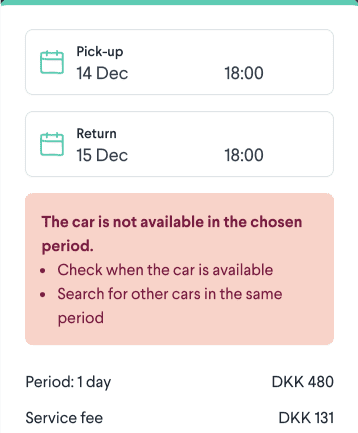 Pick-up
14 Dec 18:00
Return
15 Dec 18:00
The car is not available in the chosen
period.
• Check when the car is available
• Search for other cars in the same
period
Period: 1 day DKK 480
Service fee DKK 131